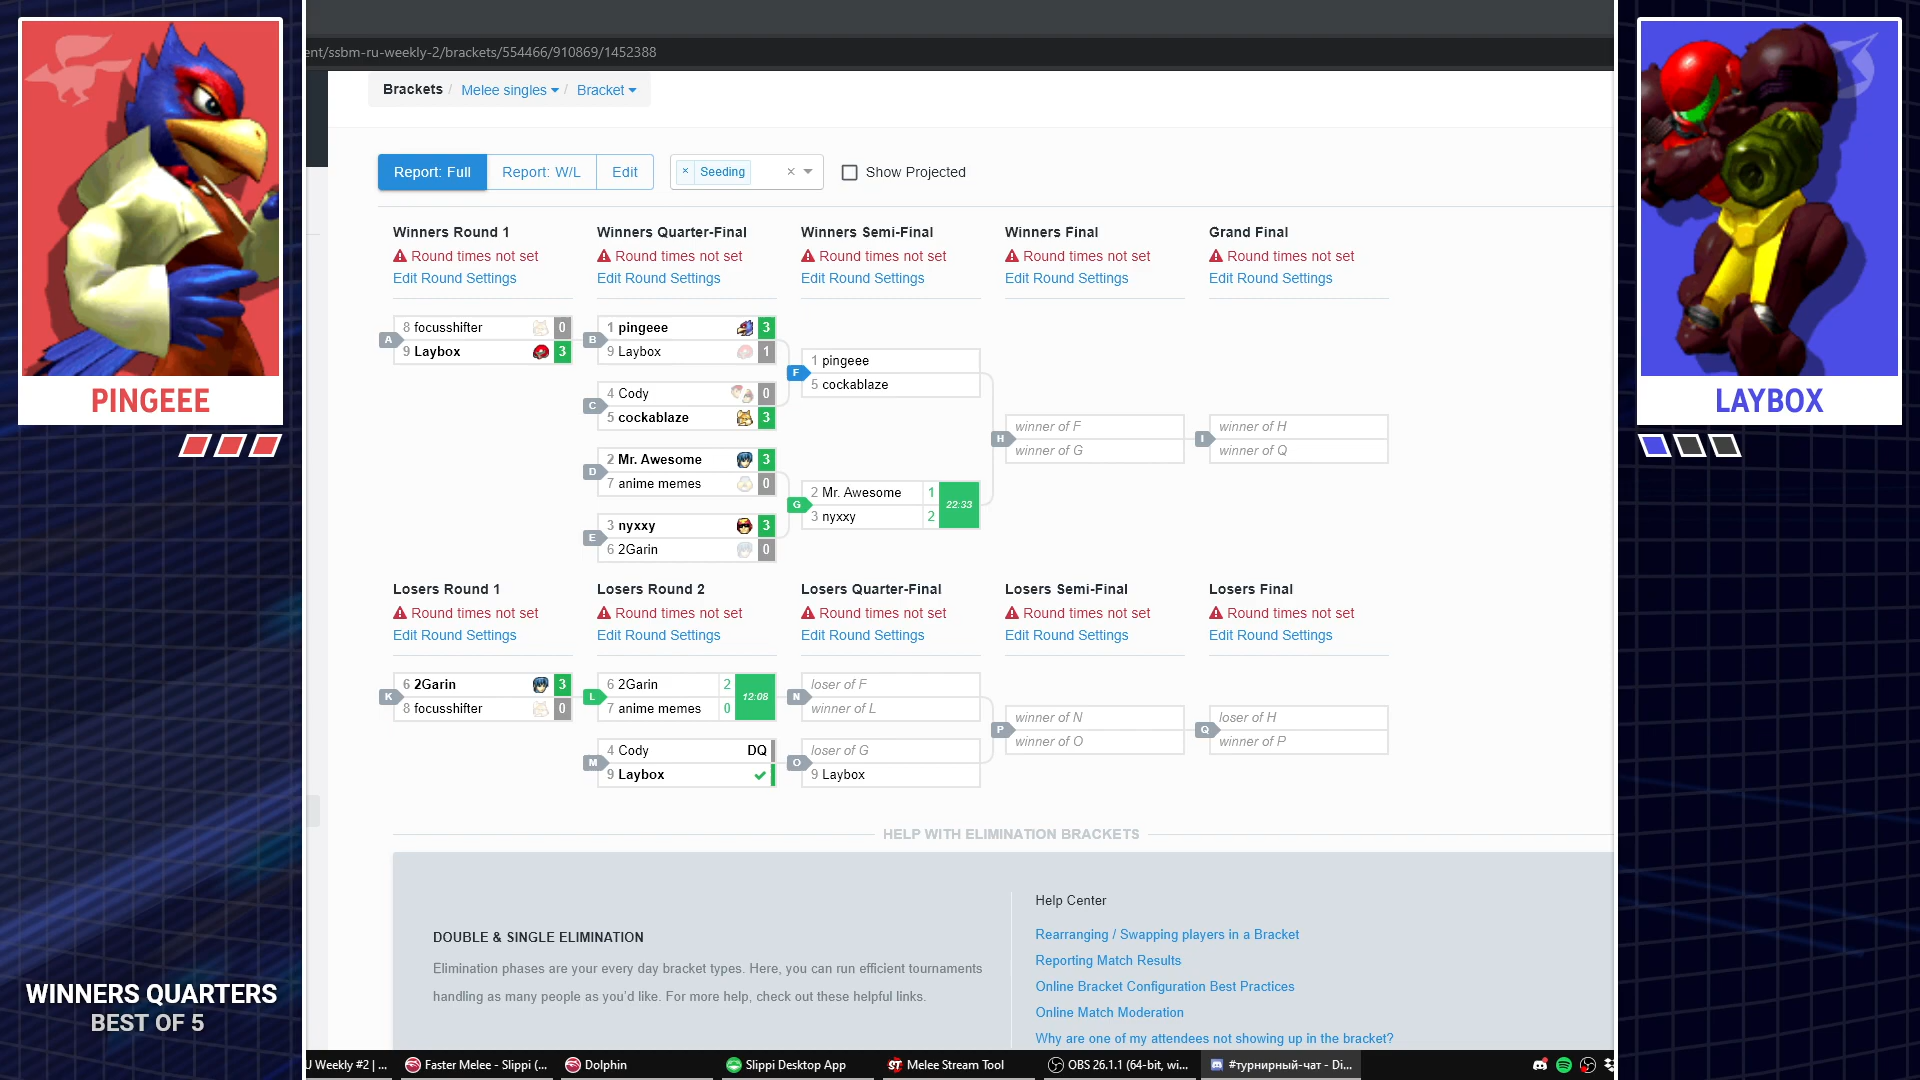 ent/ssbm-ru-weekly-2/brackets/554466/910869/1452388
Brackets / Melee singles / Bracket
Report: Full Report: W/L Edit × Seeding × Show Projected
Winners Round 1 Winners Quarter-Final Winners Semi-Final Winners Final Grand Final
Round times not set Round times not set Round times not set Round times not set Round times not set
Edit Round Settings Edit Round Settings Edit Round Settings Edit Round Settings Edit Round Settings
A
8 focusshifter 0
9 Laybox 3
B
1 pingeee 3
9 Laybox 1
C
4 Cody 0
5 cockablaze 3
D
2 Mr. Awesome 3
7 anime memes 0
E
3 nyxxy 3
6 2Garin 0
F
1 pingeee
5 cockablaze
G
2 Mr. Awesome 1
3 nyxxy 2
22:33
H
winner of F
winner of G
I
winner of H
winner of Q
Losers Round 1 Losers Round 2 Losers Quarter-Final Losers Semi-Final Losers Final
Round times not set Round times not set Round times not set Round times not set Round times not set
Edit Round Settings Edit Round Settings Edit Round Settings Edit Round Settings Edit Round Settings
K
6 2Garin 3
8 focusshifter 0
L
6 2Garin 2
7 anime memes 0
12:08
M
4 Cody DQ
9 Laybox
N
loser of F
winner of L
O
loser of G
9 Laybox
P
winner of N
winner of O
Q
loser of H
winner of P
HELP WITH ELIMINATION BRACKETS
DOUBLE & SINGLE ELIMINATION
Elimination phases are your every day bracket types. Here, you can run efficient tournaments
handling as many people as you'd like. For more help, check out these helpful links.
Help Center
Rearranging / Swapping players in a Bracket
Reporting Match Results
Online Bracket Configuration Best Practices
Online Match Moderation
Why are one of my attendees not showing up in the bracket?
PINGEEE
LAYBOX
WINNERS QUARTERS
BEST OF 5
U Weekly #2 | ... Faster Melee - Slippi (... Dolphin Slippi Desktop App ST Melee Stream Tool OBS 26.1.1 (64-bit, wi... #турнирный-чат - Di...